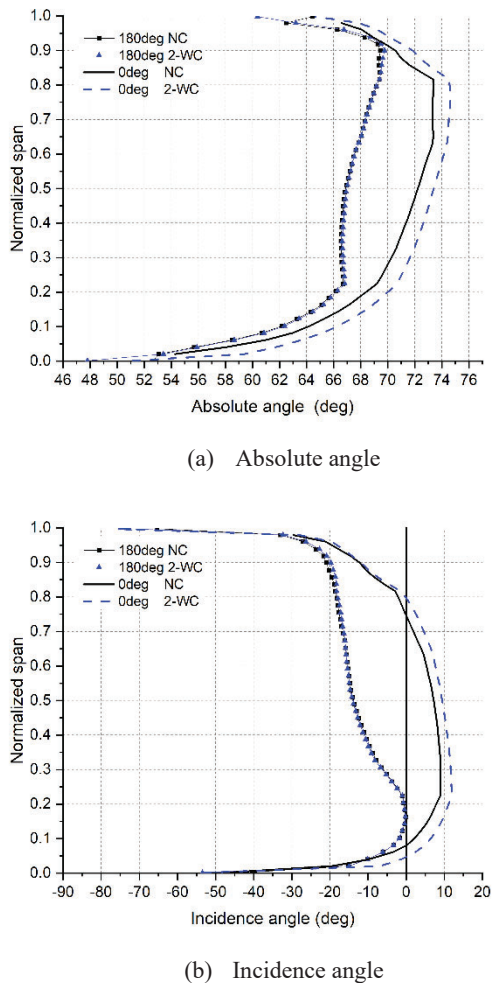 1.0
0.9
0.8
0.7
0.6
0.5
0.4
0.3
0.2
0.1
0.0
Normalized span
180deg NC
180deg 2-WC
0deg NC
0deg 2-WC
46 48 50 52 54 56 58 60 62 64 66 68 70 72 74 76
Absolute angle (deg)
(a) Absolute angle
1.0
0.9
0.8
0.7
0.6
0.5
0.4
0.3
0.2
0.1
0.0
Normalized span
180deg NC
180deg 2-WC
0deg NC
0deg 2-WC
-90 -80 -70 -60 -50 -40 -30 -20 -10 0 10 20
Incidence angle (deg)
(b) Incidence angle